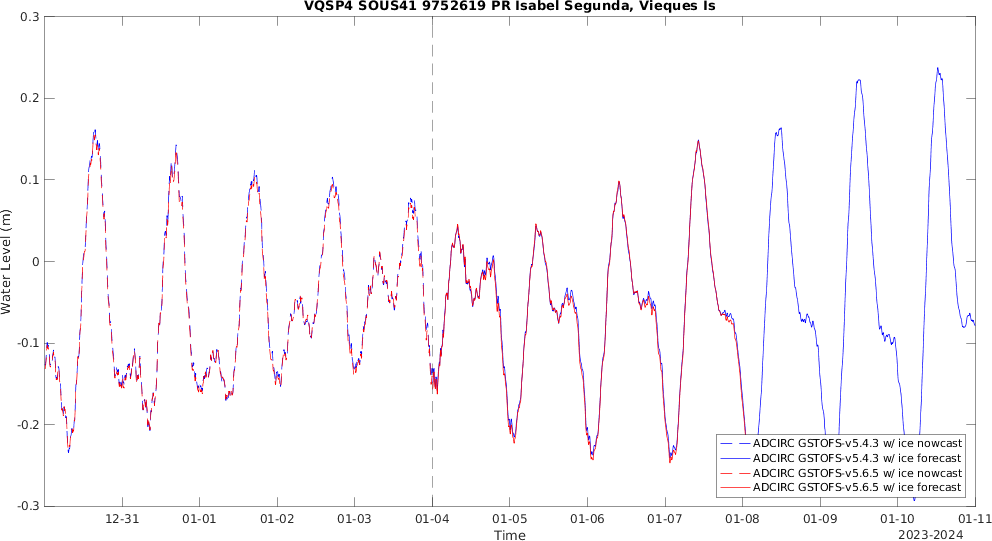 VQSP4 SOUS41 9752619 PR Isabel Segunda, Vieques Is
0.3
0.2
0.1
0
-0.1
-0.2
-0.3
Water Level (m)
12-31
01-01
01-02
01-03
01-04
01-05
01-06
01-07
01-08
01-09
01-10
01-11
Time
2023-2024
ADCIRC GSTOFS-v5.4.3 w/ ice nowcast
ADCIRC GSTOFS-v5.4.3 w/ ice forecast
ADCIRC GSTOFS-v5.6.5 w/ ice nowcast
ADCIRC GSTOFS-v5.6.5 w/ ice forecast